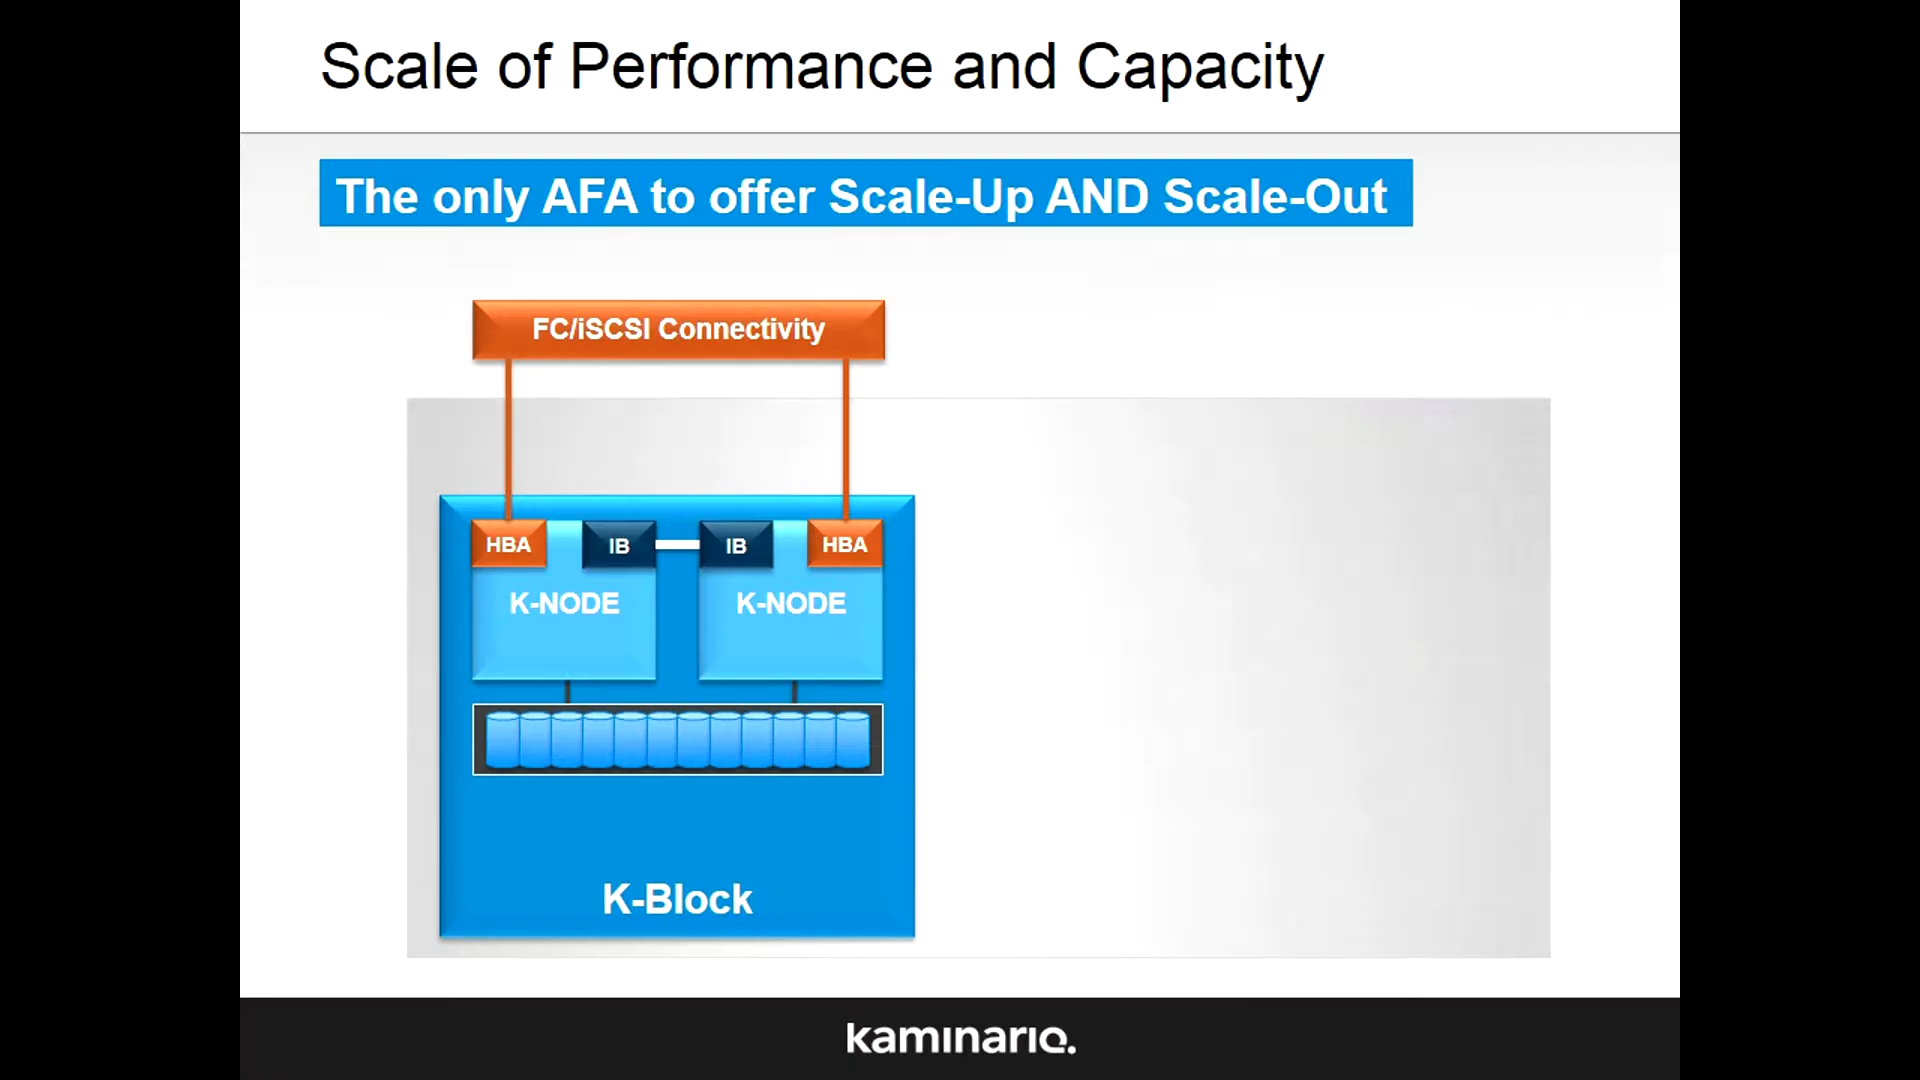 Scale of Performance and Capacity
The only AFA to offer Scale-Up AND Scale-Out
FC/iSCSI Connectivity
HBA IB IB HBA
K-NODE K-NODE
K-Block
kaminario.